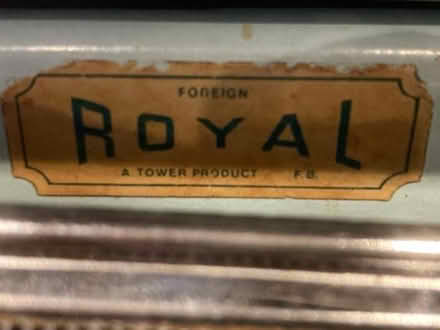 FOREIGN
ROYAL
A TOWER PRODUCT F.B.